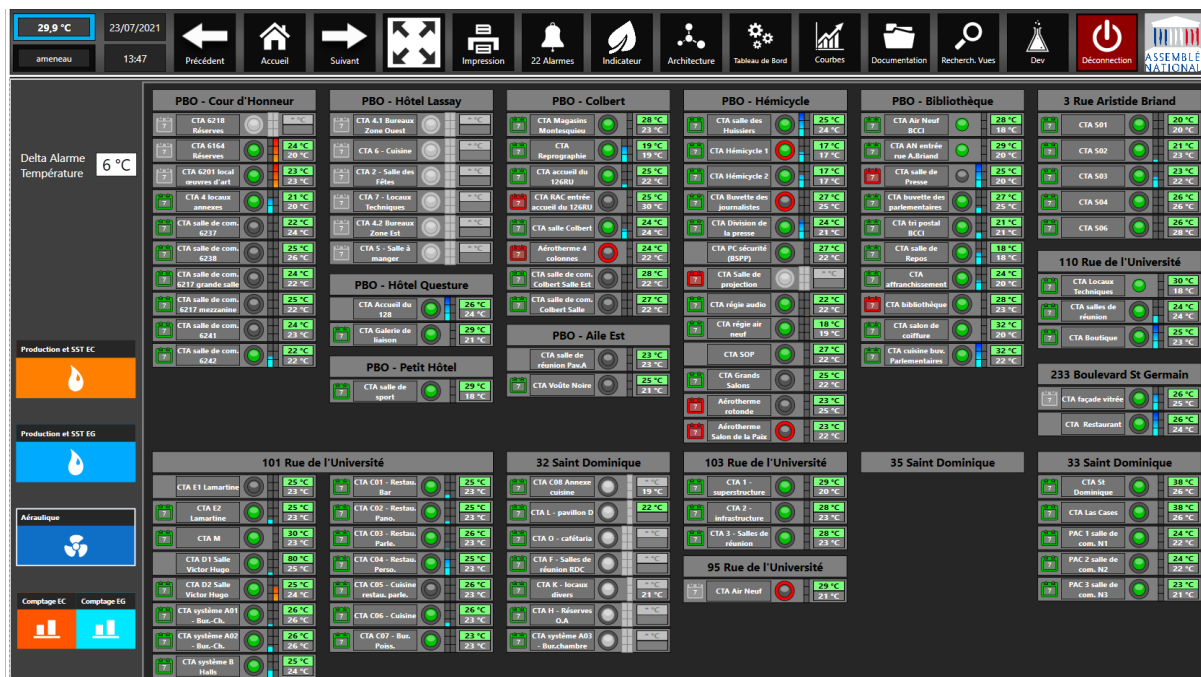 29,9 °C
23/07/2021
ameneau
13:47
Précédent
Accueil
Suivant
Impression
22 Alarmes
Indicateur
Architecture
Tableau de Bord
Courbes
Documentation
Recherch. Vues
Dev
Déconnection
ASSEMBLÉ
NATIONAL
Delta Alarme
Température
6 °C
Production et SST EC
Production et SST EG
Aéraulique
Comptage EC
Comptage EG
PBO - Cour d'Honneur
CTA 6218
Réserves
* °C
CTA 6164
Réserves
24 °C
20 °C
CTA 6201 local
œuvres d'art
23 °C
23 °C
CTA 4 locaux
annexes
21 °C
20 °C
CTA salle de com.
6237
22 °C
24 °C
CTA salle de com.
6238
25 °C
26 °C
CTA salle de com.
6217 grande salle
24 °C
22 °C
CTA salle de com.
6217 mezzanine
25 °C
22 °C
CTA salle de com.
6241
24 °C
23 °C
CTA salle de com.
6242
22 °C
22 °C
PBO - Hôtel Lassay
CTA 4.1 Bureaux
Zone Ouest
* °C
CTA 6 - Cuisine
* °C
CTA 2 - Salle des
Fêtes
* °C
CTA 7 - Locaux
Techniques
* °C
CTA 4.2 Bureaux
Zone Est
* °C
CTA 5 - Salle à
manger
* °C
PBO - Hôtel Questure
CTA Accueil du
128
26 °C
24 °C
CTA Galerie de
liaison
29 °C
21 °C
PBO - Petit Hôtel
CTA salle de
sport
29 °C
18 °C
PBO - Colbert
CTA Magasins
Montesquieu
28 °C
23 °C
CTA
Reprographie
19 °C
19 °C
CTA accueil du
126RU
25 °C
22 °C
CTA RAC entrée
accueil du 126RU
25 °C
30 °C
CTA salle Colbert
24 °C
24 °C
Aérotherme 4
colonnes
24 °C
22 °C
CTA salle de com.
Colbert Salle Est
28 °C
22 °C
CTA salle de com.
Colbert Salle
27 °C
22 °C
PBO - Aile Est
CTA salle de
réunion Pav.A
23 °C
23 °C
CTA Voûte Noire
25 °C
21 °C
PBO - Hémicycle
CTA salle des
Huissiers
25 °C
24 °C
CTA Hémicycle 1
17 °C
17 °C
CTA Hémicycle 2
17 °C
17 °C
CTA Buvette des
journalistes
27 °C
25 °C
CTA Division de
la presse
24 °C
21 °C
CTA PC sécurité
(BSPP)
27 °C
22 °C
CTA Salle de
projection
* °C
CTA régie audio
22 °C
22 °C
CTA régie air
neuf
18 °C
19 °C
CTA SOP
27 °C
22 °C
CTA Grands
Salons
25 °C
22 °C
Aérotherme
rotonde
23 °C
25 °C
Aérotherme
Salon de la Paix
23 °C
22 °C
PBO - Bibliothèque
CTA Air Neuf
BCCI
28 °C
18 °C
CTA AN entrée
rue A.Briand
29 °C
20 °C
CTA salle de
Presse
25 °C
20 °C
CTA buvette des
parlementaires
27 °C
25 °C
CTA tri postal
BCCI
21 °C
21 °C
CTA salle de
Repos
18 °C
18 °C
CTA
affranchissement
24 °C
20 °C
CTA bibliothèque
28 °C
23 °C
CTA salon de
coiffure
32 °C
20 °C
CTA cuisine buv.
Parlementaires
32 °C
22 °C
3 Rue Aristide Briand
CTA S01
20 °C
20 °C
CTA S02
21 °C
23 °C
CTA S03
23 °C
22 °C
CTA S04
26 °C
26 °C
CTA S06
26 °C
28 °C
110 Rue de l'Université
CTA Locaux
Techniques
30 °C
18 °C
CTA salles de
réunion
24 °C
24 °C
CTA Boutique
25 °C
23 °C
233 Boulevard St Germain
CTA façade vitrée
26 °C
25 °C
CTA Restaurant
26 °C
24 °C
101 Rue de l'Université
CTA E1 Lamartine
25 °C
23 °C
CTA E2
Lamartine
25 °C
23 °C
CTA M
30 °C
23 °C
CTA D1 Salle
Victor Hugo
80 °C
25 °C
CTA D2 Salle
Victor Hugo
25 °C
24 °C
CTA système A01
- Bur.-Ch.
26 °C
26 °C
CTA système A02
- Bur.-Ch.
26 °C
26 °C
CTA système B
Halls
25 °C
24 °C
CTA C01 - Restau.
Bar
25 °C
23 °C
CTA C02 - Restau.
Pano.
25 °C
23 °C
CTA C03 - Restau.
Parle.
26 °C
23 °C
CTA C04 - Restau.
Perso.
25 °C
23 °C
CTA C05 - Cuisine
restau. parle.
26 °C
23 °C
CTA C06 - Cuisine
26 °C
23 °C
CTA C07 - Bur.
Poiss.
23 °C
23 °C
32 Saint Dominique
CTA C08 Annexe
cuisine
* °C
19 °C
CTA L - pavillon D
22 °C
CTA O - cafétaria
* °C
CTA F - Salles de
réunion RDC
* °C
CTA K - locaux
divers
* °C
21 °C
CTA H - Réserves
O.A
* °C
CTA système A03
- Bur.chambre
* °C
103 Rue de l'Université
CTA 1 -
superstructure
29 °C
20 °C
CTA 2 -
infrastructure
28 °C
23 °C
CTA 3 - Salles de
réunion
28 °C
23 °C
95 Rue de l'Université
CTA Air Neuf
29 °C
21 °C
35 Saint Dominique
33 Saint Dominique
CTA St
Dominique
38 °C
26 °C
CTA Las Cases
38 °C
26 °C
PAC 1 salle de
com. N1
24 °C
22 °C
PAC 2 salle de
com. N2
24 °C
22 °C
PAC 3 salle de
com. N3
23 °C
21 °C